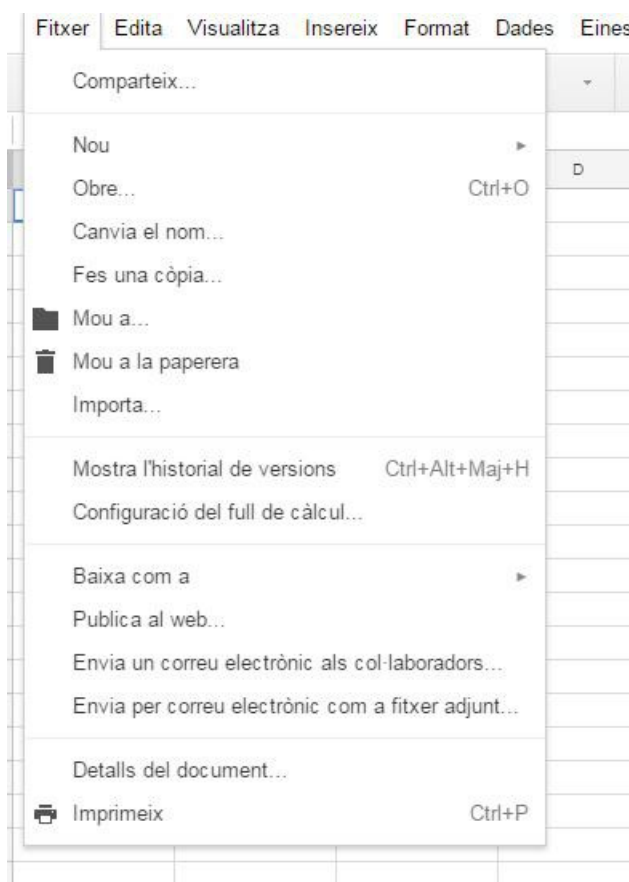 Fitxer Edita Visualitza Insereix Format Dades Eines
Comparteix...
Nou
Obre... Ctrl+O
D
Canvia el nom...
Fes una còpia...
Mou a...
Mou a la paperera
Importa...
Mostra l'historial de versions Ctrl+Alt+Maj+H
Configuració del full de càlcul...
Baixa com a
Publica al web...
Envia un correu electrònic als col·laboradors...
Envia per correu electrònic com a fitxer adjunt...
Detalls del document...
Imprimeix Ctrl+P